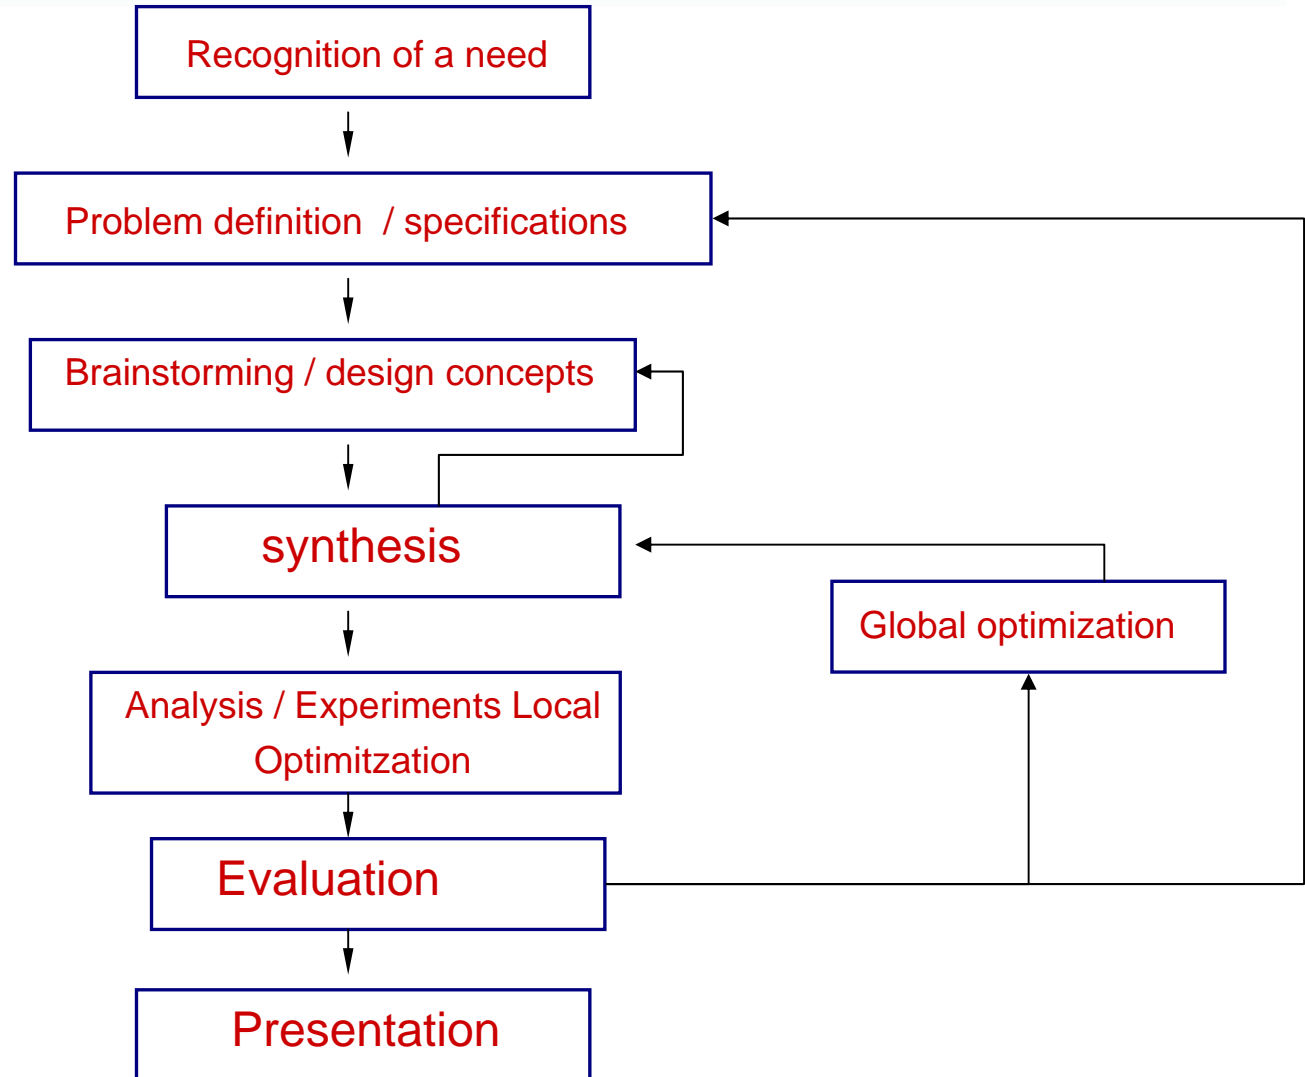 Recognition of a need
Problem definition / specifications
Brainstorming / design concepts
synthesis
Global optimization
Analysis / Experiments Local
Optimitzation
Evaluation
Presentation